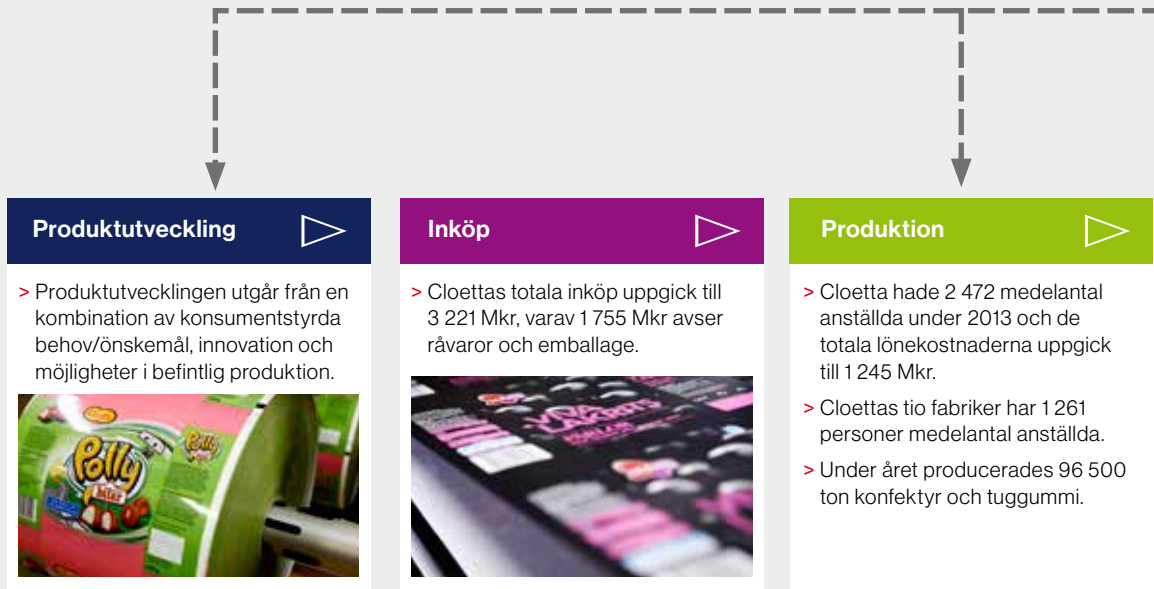 Produktutveckling
> Produktutvecklingen utgår från en
kombination av konsumentstyrda
behov/önskemål, innovation och
möjligheter i befintlig produktion.
Polly
Inköp
> Cloettas totala inköp uppgick till
3 221 Mkr, varav 1 755 Mkr avser
råvaror och emballage.
Produktion
> Cloetta hade 2 472 medelantal
anställda under 2013 och de
totala lönekostnaderna uppgick
till 1 245 Mkr.
> Cloettas tio fabriker har 1 261
personer medelantal anställda.
> Under året producerades 96 500
ton konfektyr och tuggummi.